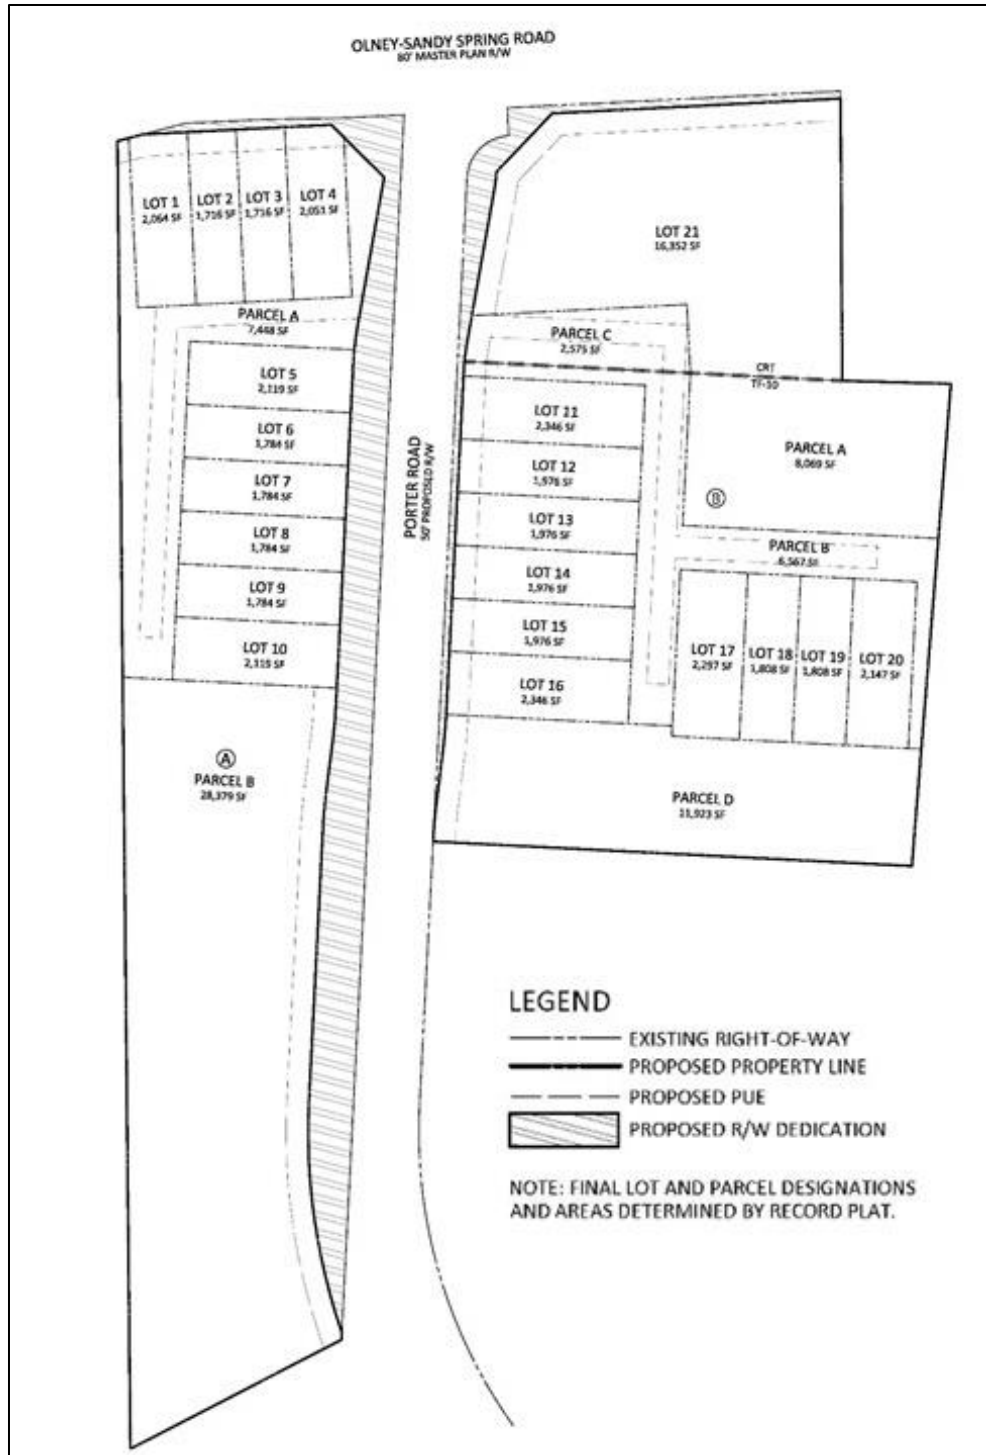 OLNEY-SANDY SPRING ROAD
80' MASTER PLAN R/W
LOT 1
2,064 SF
LOT 2
1,716 SF
LOT 3
1,716 SF
LOT 4
2,051 SF
PARCEL A
7,448 SF
LOT 5
2,119 SF
LOT 6
1,784 SF
LOT 7
1,784 SF
LOT 8
1,784 SF
LOT 9
1,784 SF
LOT 10
2,119 SF
A
PARCEL B
28,379 SF
PORTER ROAD
50' PROPOSED R/W
LOT 21
16,352 SF
PARCEL C
2,575 SF
CRT
TF-10
LOT 11
2,346 SF
LOT 12
1,976 SF
LOT 13
1,976 SF
LOT 14
1,976 SF
LOT 15
1,976 SF
LOT 16
2,346 SF
PARCEL A
8,069 SF
B
PARCEL B
6,567 SF
LOT 17
2,297 SF
LOT 18
1,808 SF
LOT 19
1,808 SF
LOT 20
2,147 SF
PARCEL D
11,923 SF
LEGEND
EXISTING RIGHT-OF-WAY
PROPOSED PROPERTY LINE
PROPOSED PUE
PROPOSED R/W DEDICATION
NOTE: FINAL LOT AND PARCEL DESIGNATIONS
AND AREAS DETERMINED BY RECORD PLAT.